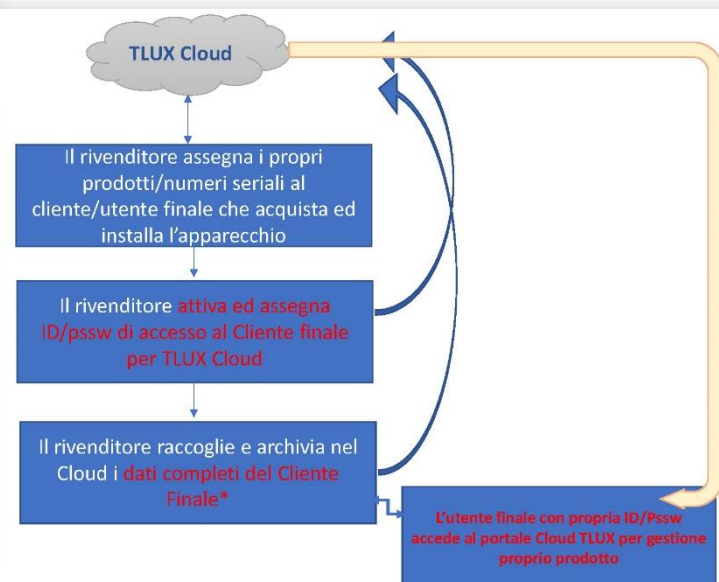 TLUX Cloud
Il rivenditore assegna i propri
prodotti/numeri seriali al
cliente/utente finale che acquista ed
installa l'apparecchio
Il rivenditore attiva ed assegna
ID/pssw di accesso al Cliente finale
per TLUX Cloud
Il rivenditore raccoglie e archivia nel
Cloud i dati completi del Cliente
Finale*
L'utente finale con propria ID/Pssw
accede al portale Cloud TLUX per gestione
proprio prodotto